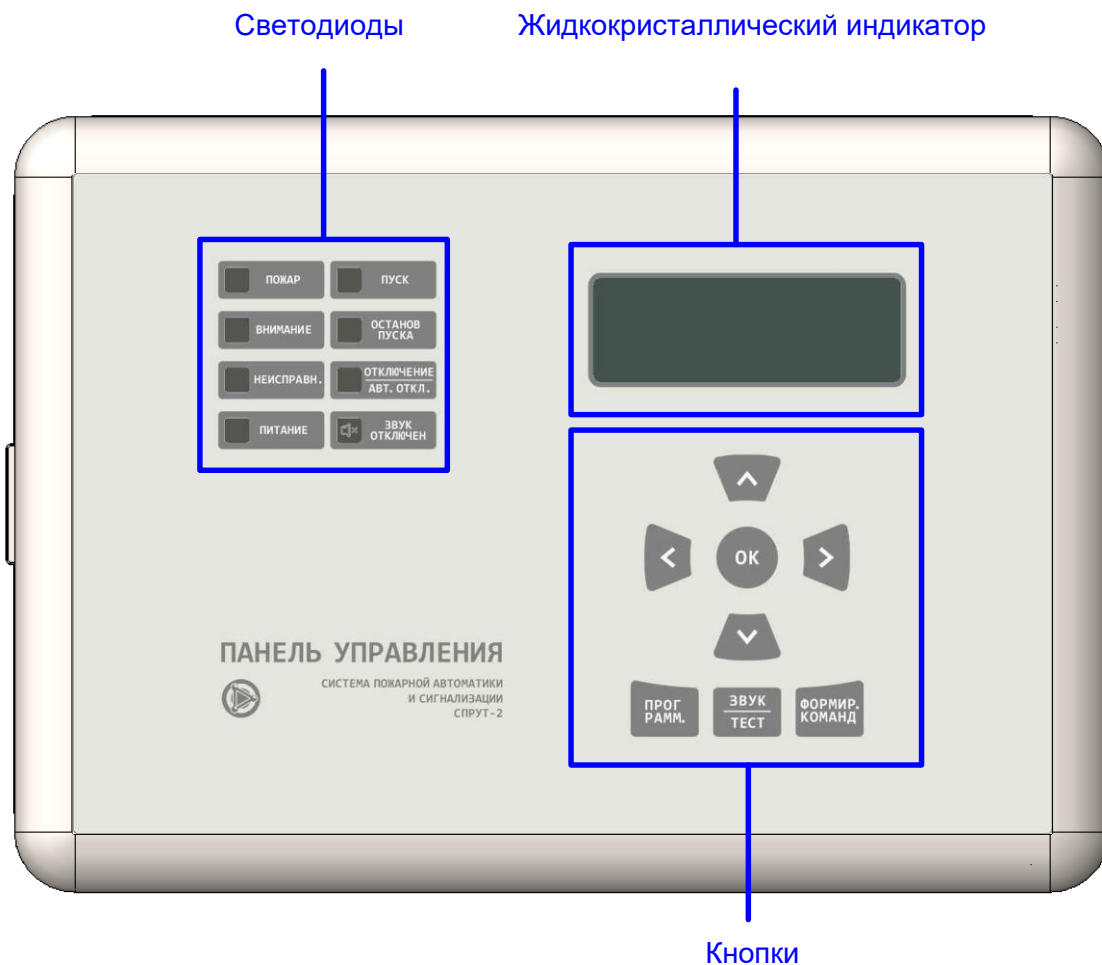 Светодиоды
Жидкокристаллический индикатор
ПОЖАР
ПУСК
ВНИМАНИЕ
ОСТАНОВ
ПУСКА
НЕИСПРАВН.
ОТКЛЮЧЕНИЕ
АВТ. ОТКЛ.
ПИТАНИЕ
ЗВУК
ОТКЛЮЧЕН
ОК
ПАНЕЛЬ УПРАВЛЕНИЯ
СИСТЕМА ПОЖАРНОЙ АВТОМАТИКИ
И СИГНАЛИЗАЦИИ
СПРУТ-2
ПРОГ
РАММ.
ЗВУК
ТЕСТ
ФОРМИР.
КОМАНД
Кнопки